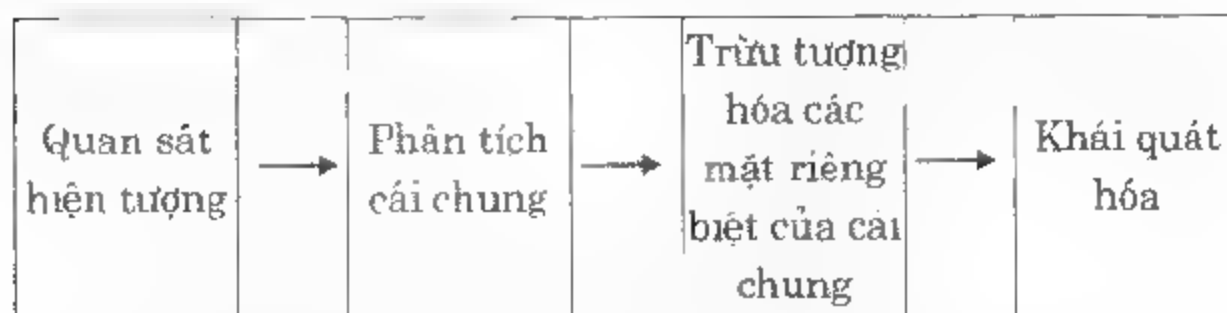 Quan sát
hiện tượng
Phân tích
cái chung
Trừu tượng
hóa các
mặt riêng
biệt của cái
chung
Khái quát
hóa